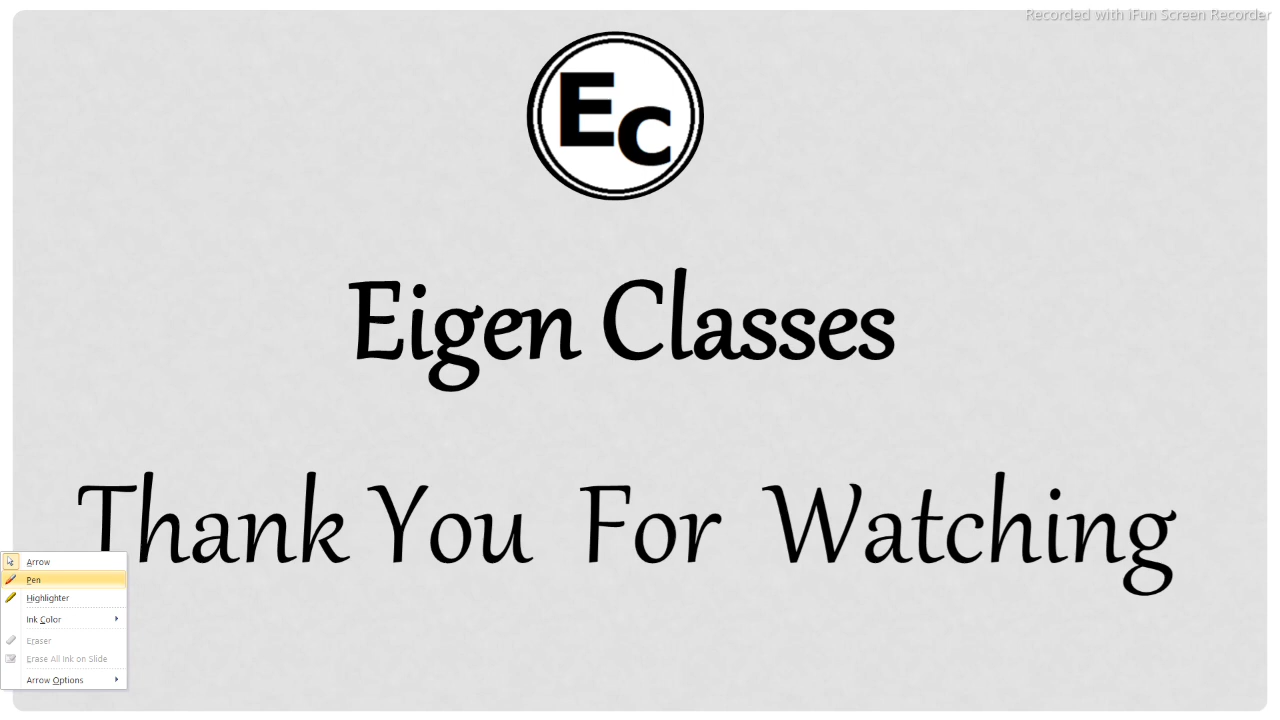 Recorded with iFun Screen Recorder
EC
Eigen Classes
Thank You For Watching
Arrow
Pen
Highlighter
Ink Color
Eraser
Erase All Ink on Slide
Arrow Options